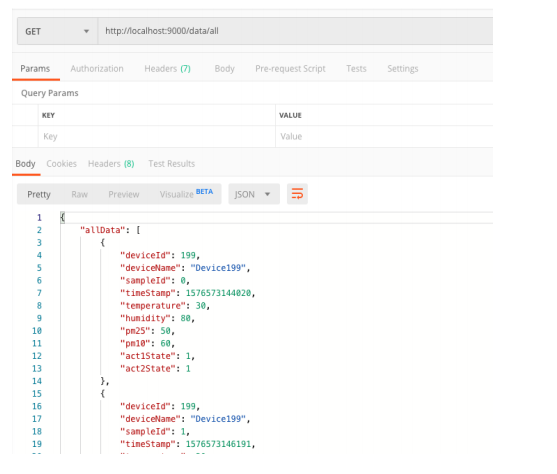 GET http://localhost:9000/data/all
Params Authorization Headers (7) Body Pre-request Script Tests Settings
Query Params
KEY VALUE
Key Value
Body Cookies Headers (8) Test Results
Pretty Raw Preview Visualize BETA JSON
1 {
2 "allData": [
3 {
4 "deviceId": 199,
5 "deviceName": "Device199",
6 "sampleId": 0,
7 "timeStamp": 1576573144020,
8 "temperature": 30,
9 "humidity": 80,
10 "pm25": 50,
11 "pm10": 60,
12 "act1State": 1,
13 "act2State": 1
14 },
15 {
16 "deviceId": 199,
17 "deviceName": "Device199",
18 "sampleId": 1,
19 "timeStamp": 1576573146191,